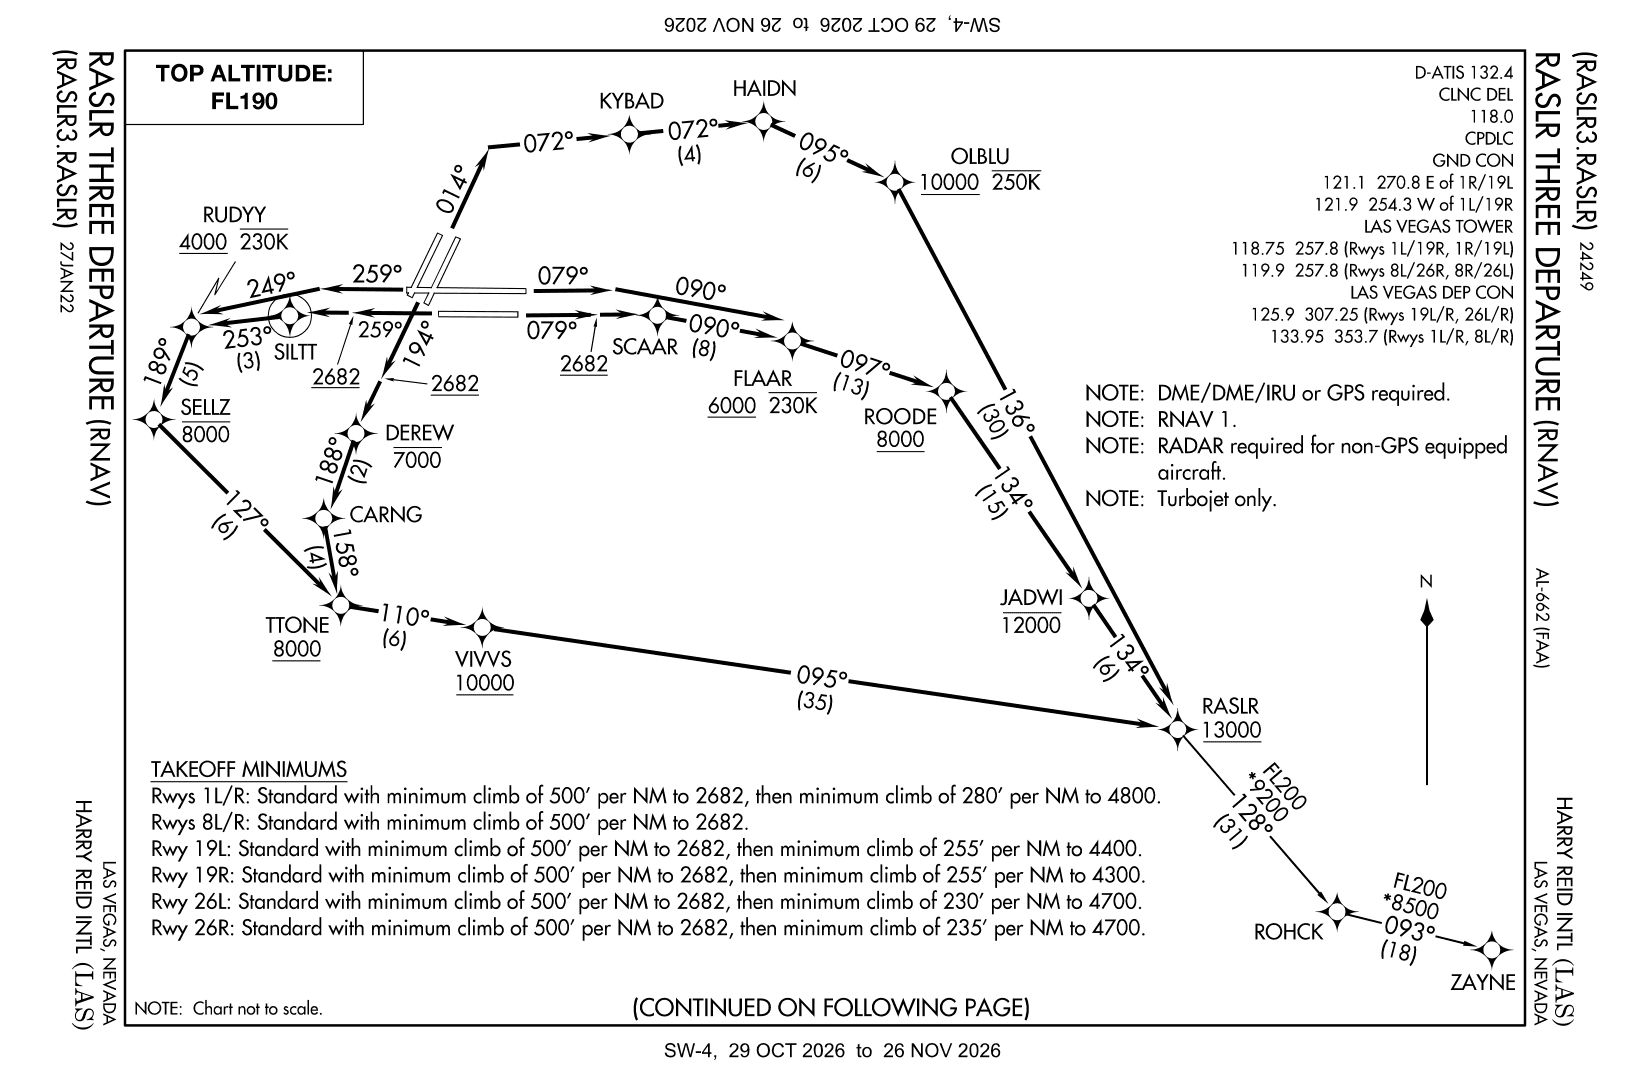 SW-4, 29 OCT 2026 to 26 NOV 2026
(RASLR3.RASLR) 27JAN22
RASLR THREE DEPARTURE (RNAV)
HARRY REID INTL (LAS)
LAS VEGAS, NEVADA
(RASLR3.RASLR) 24249
RASLR THREE DEPARTURE (RNAV)
AL-662 (FAA)
HARRY REID INTL (LAS)
LAS VEGAS, NEVADA
TOP ALTITUDE:
FL190
D-ATIS 132.4
CLNC DEL
118.0
CPDLC
GND CON
121.1 270.8 E of 1R/19L
121.9 254.3 W of 1L/19R
LAS VEGAS TOWER
118.75 257.8 (Rwys 1L/19R, 1R/19L)
119.9 257.8 (Rwys 8L/26R, 8R/26L)
LAS VEGAS DEP CON
125.9 307.25 (Rwys 19L/R, 26L/R)
133.95 353.7 (Rwys 1L/R, 8L/R)
NOTE: DME/DME/IRU or GPS required.
NOTE: RNAV 1.
NOTE: RADAR required for non-GPS equipped
aircraft.
NOTE: Turbojet only.
N
014°
072°
KYBAD
072°
(4)
HAIDN
095°
(6)
OLBLU
10000 250K
136°
(30)
RUDYY
4000 230K
249°
259°
253°
(3)
SILTT
259°
2682
189°
(5)
SELLZ
8000
127°
(6)
194°
2682
DEREW
7000
188°
(2)
CARNG
158°
(4)
TTONE
8000
110°
(6)
VIVVS
10000
095°
(35)
079°
090°
079°
2682
SCAAR
090°
(8)
FLAAR
6000 230K
097°
(13)
ROODE
8000
134°
(15)
JADWI
12000
134°
(6)
RASLR
13000
FL200
*9200
128°
(31)
ROHCK
FL200
*8500
093°
(18)
ZAYNE
TAKEOFF MINIMUMS
Rwys 1L/R: Standard with minimum climb of 500' per NM to 2682, then minimum climb of 280' per NM to 4800.
Rwys 8L/R: Standard with minimum climb of 500' per NM to 2682.
Rwy 19L: Standard with minimum climb of 500' per NM to 2682, then minimum climb of 255' per NM to 4400.
Rwy 19R: Standard with minimum climb of 500' per NM to 2682, then minimum climb of 255' per NM to 4300.
Rwy 26L: Standard with minimum climb of 500' per NM to 2682, then minimum climb of 230' per NM to 4700.
Rwy 26R: Standard with minimum climb of 500' per NM to 2682, then minimum climb of 235' per NM to 4700.
NOTE: Chart not to scale.
(CONTINUED ON FOLLOWING PAGE)
SW-4, 29 OCT 2026 to 26 NOV 2026